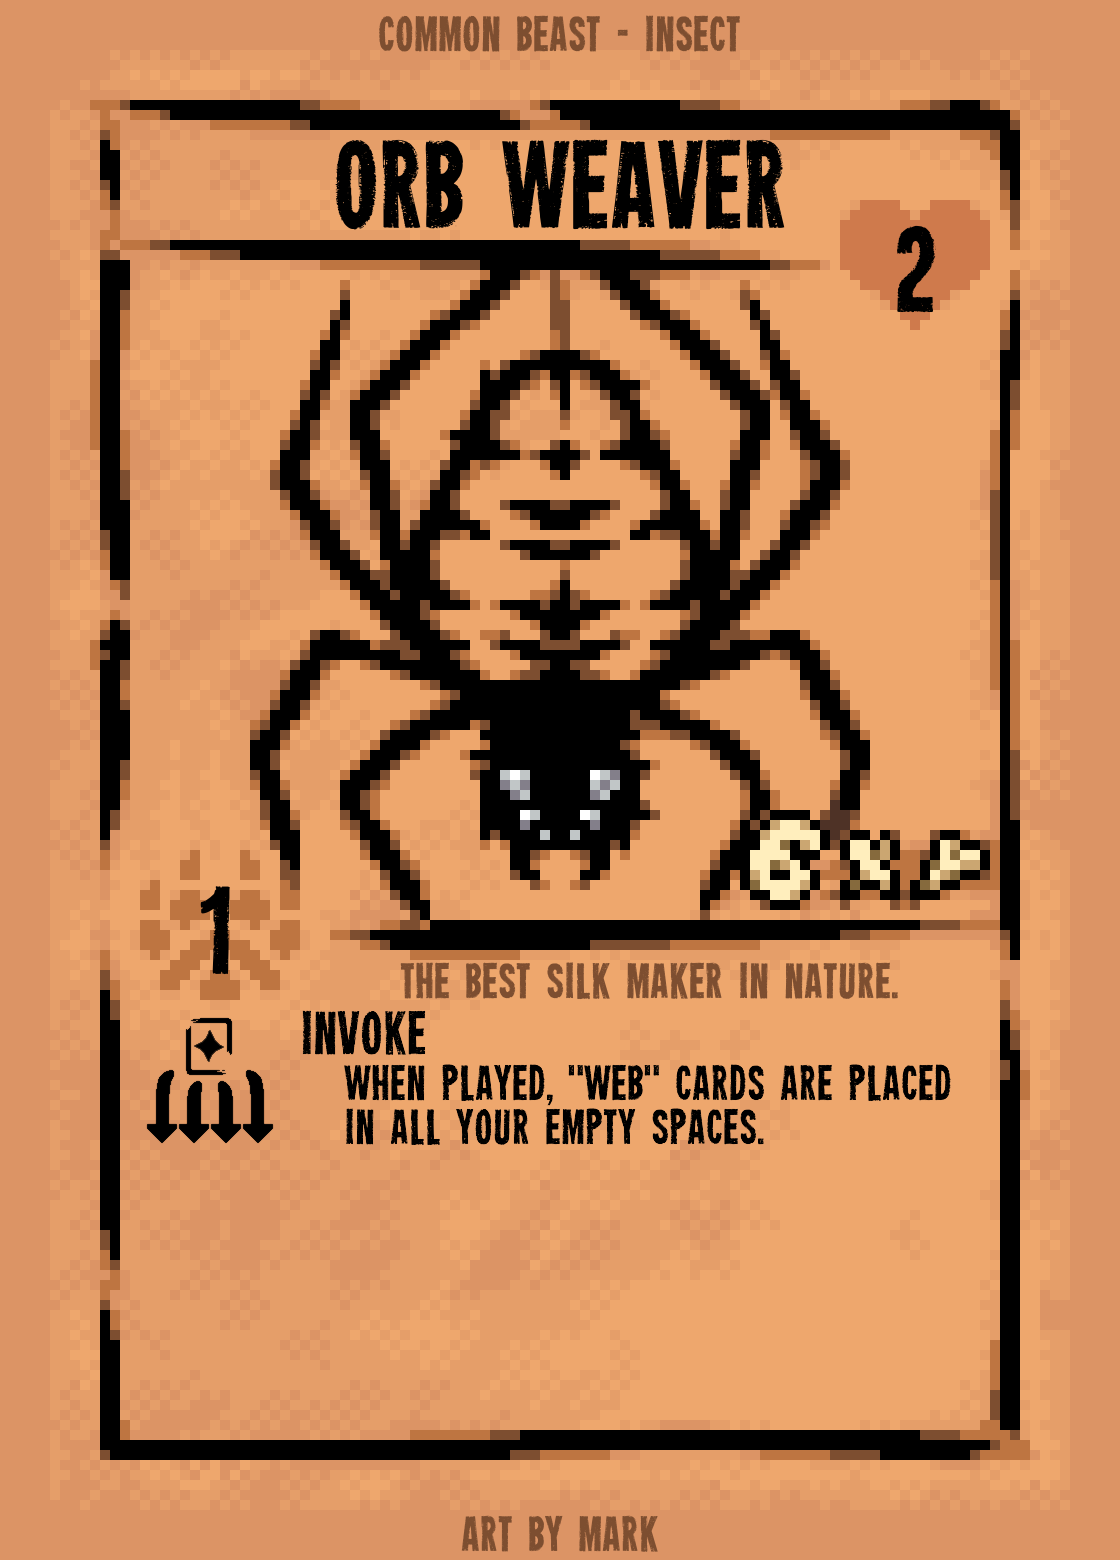 COMMON BEAST - INSECT
ORB WEAVER
2
6 X
1
THE BEST SILK MAKER IN NATURE.
INVOKE
WHEN PLAYED, "WEB" CARDS ARE PLACED
IN ALL YOUR EMPTY SPACES.
ART BY MARK